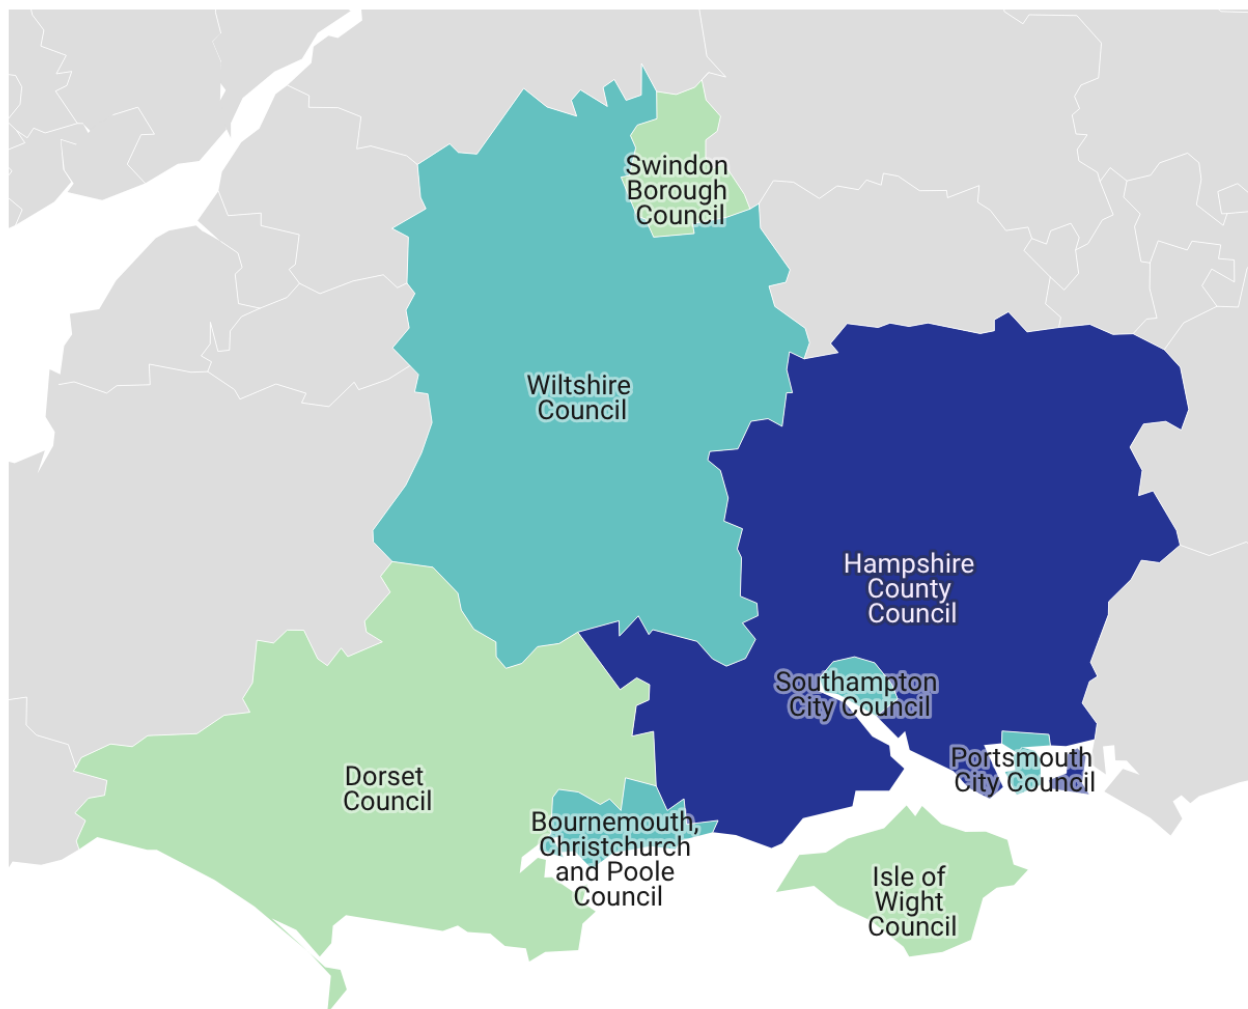 Swindon
Borough
Council
Wiltshire
Council
Hampshire
County
Council
Southampton
City Council
Portsmouth
City Council
Dorset
Council
Bournemouth,
Christchurch
and Poole
Council
Isle of
Wight
Council